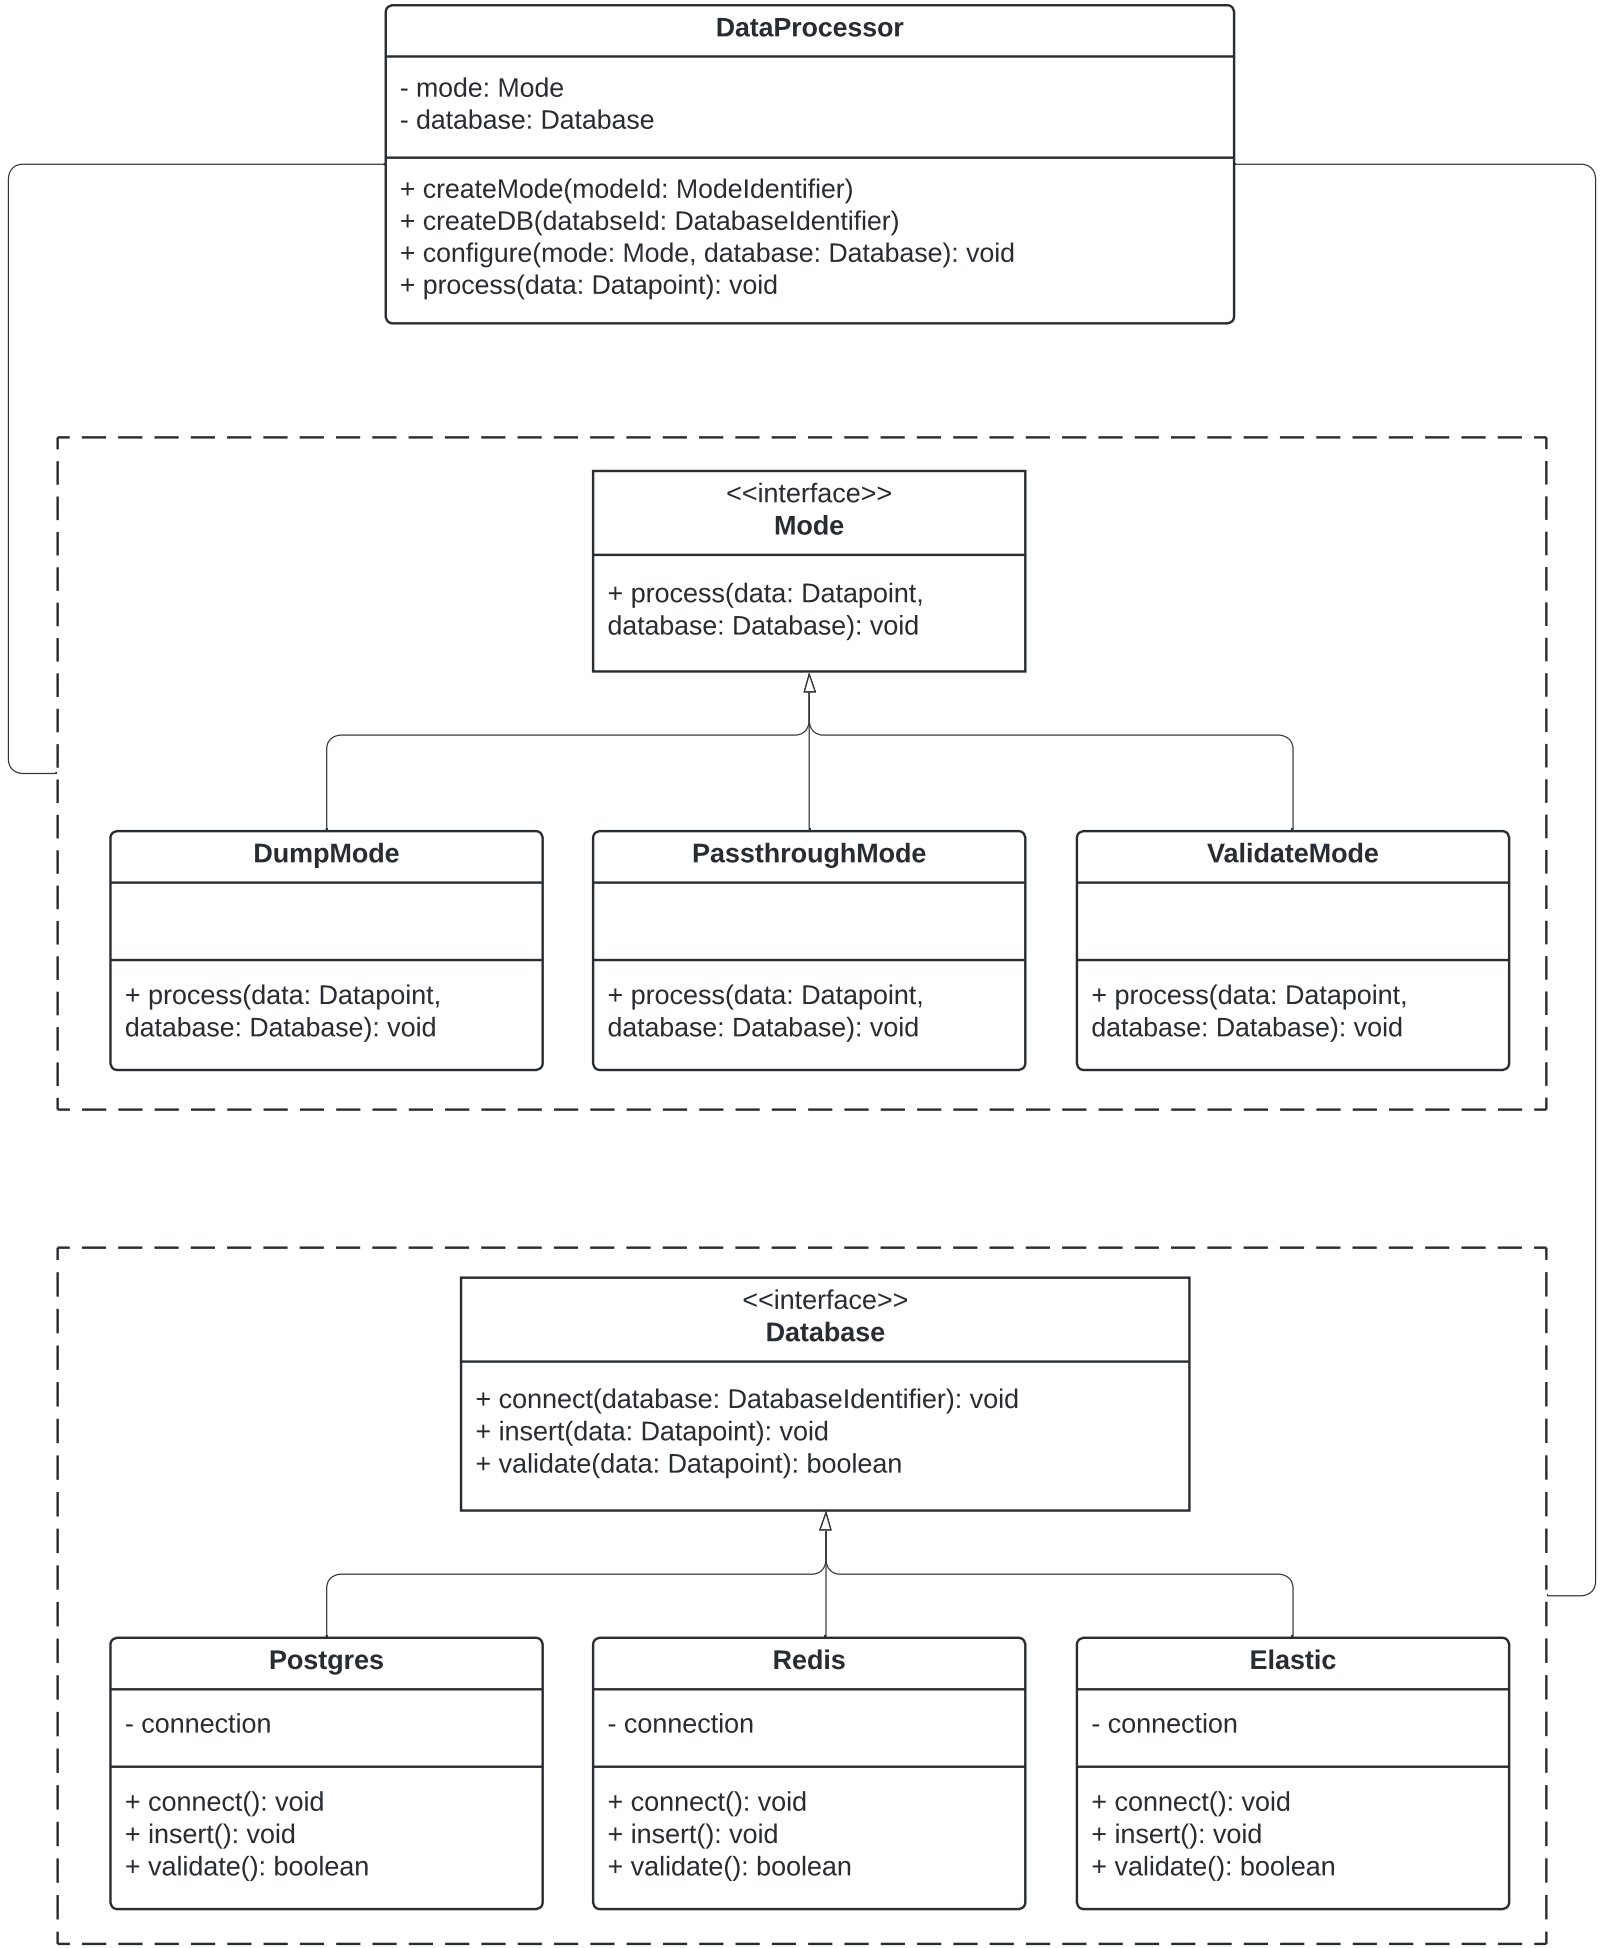 DataProcessor
- mode: Mode
- database: Database
+ createMode(modeId: ModeIdentifier)
+ createDB(databseId: DatabaseIdentifier)
+ configure(mode: Mode, database: Database): void
+ process(data: Datapoint): void
<<interface>>
Mode
+ process(data: Datapoint,
database: Database): void
DumpMode
+ process(data: Datapoint,
database: Database): void
PassthroughMode
+ process(data: Datapoint,
database: Database): void
ValidateMode
+ process(data: Datapoint,
database: Database): void
<<interface>>
Database
+ connect(database: DatabaseIdentifier): void
+ insert(data: Datapoint): void
+ validate(data: Datapoint): boolean
Postgres
- connection
+ connect(): void
+ insert(): void
+ validate(): boolean
Redis
- connection
+ connect(): void
+ insert(): void
+ validate(): boolean
Elastic
- connection
+ connect(): void
+ insert(): void
+ validate(): boolean